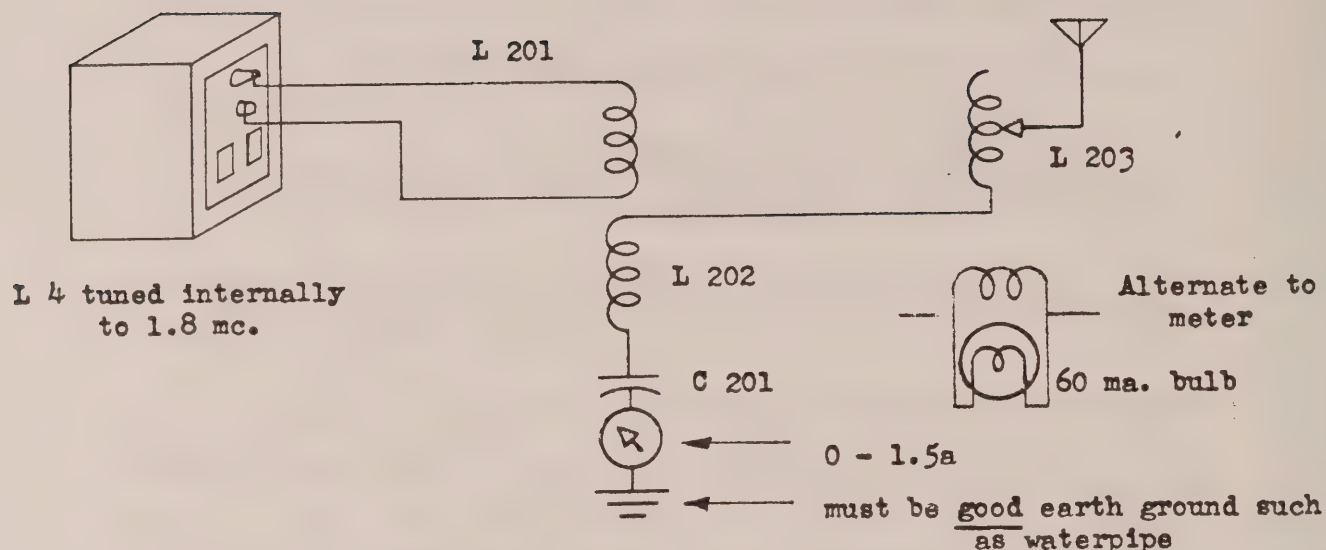 L 201
L 203
L 4 tuned internally
to 1.8 mc.
L 202
Alternate to
meter
C 201
60 ma. bulb
0 - 1.5a
must be good earth ground such
as waterpipe